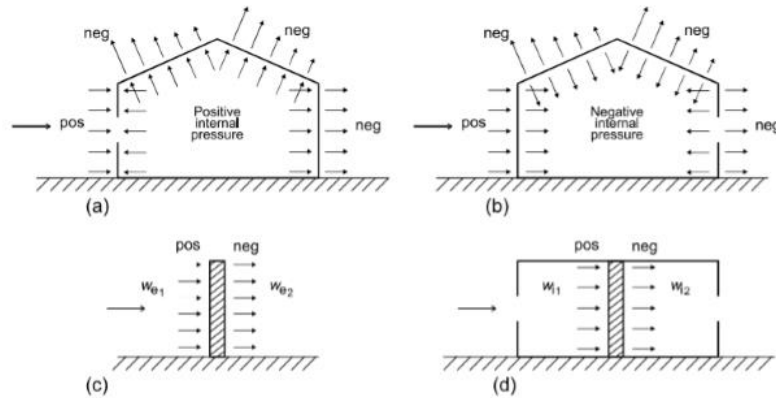 neg
neg
pos
Positive
internal
pressure
neg
(a)
neg
neg
pos
Negative
internal
pressure
neg
(b)
pos
neg
we1
we2
(c)
pos
neg
wi1
wi2
(d)